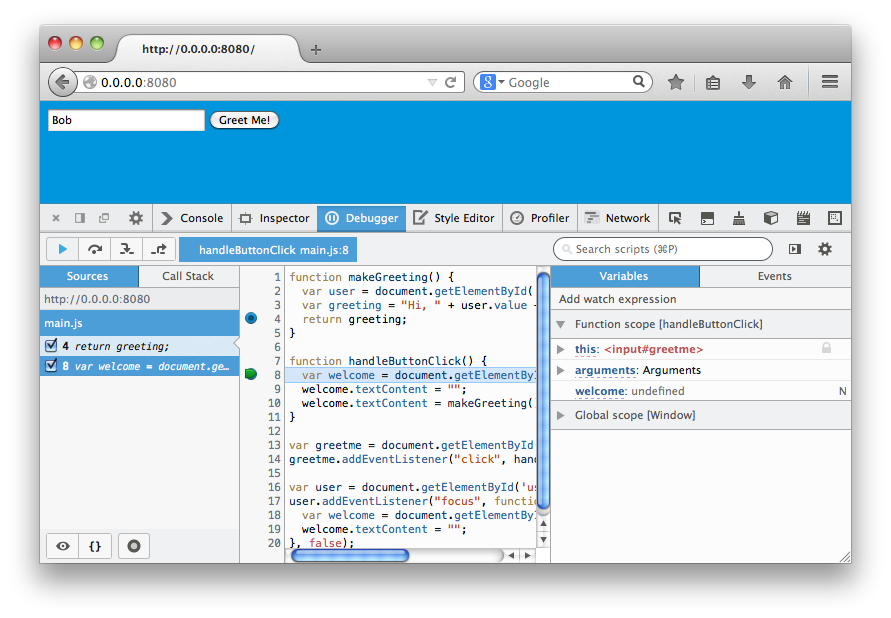 http://0.0.0.0:8080/
0.0.0.0:8080
Google
Bob
Greet Me!
Console
Inspector
Debugger
Style Editor
Profiler
Network
handleButtonClick main.js:8
Search scripts (⌘P)
Sources
Call Stack
http://0.0.0.0:8080
main.js
4 return greeting;
8 var welcome = document.ge…
1 function makeGreeting() {
2 var user = document.getElementById(
3 var greeting = "Hi, " + user.value
4 return greeting;
5 }
6
7 function handleButtonClick() {
8 var welcome = document.getElementBy
9 welcome.textContent = "";
10 welcome.textContent = makeGreeting(
11 }
12
13 var greetme = document.getElementById
14 greetme.addEventListener("click", hand
15
16 var user = document.getElementById('us
17 user.addEventListener("focus", functio
18 var welcome = document.getElementBy
19 welcome.textContent = "";
20 }, false);
{}
Variables
Events
Add watch expression
Function scope [handleButtonClick]
this: <input#greetme>
arguments: Arguments
welcome: undefined N
Global scope [Window]